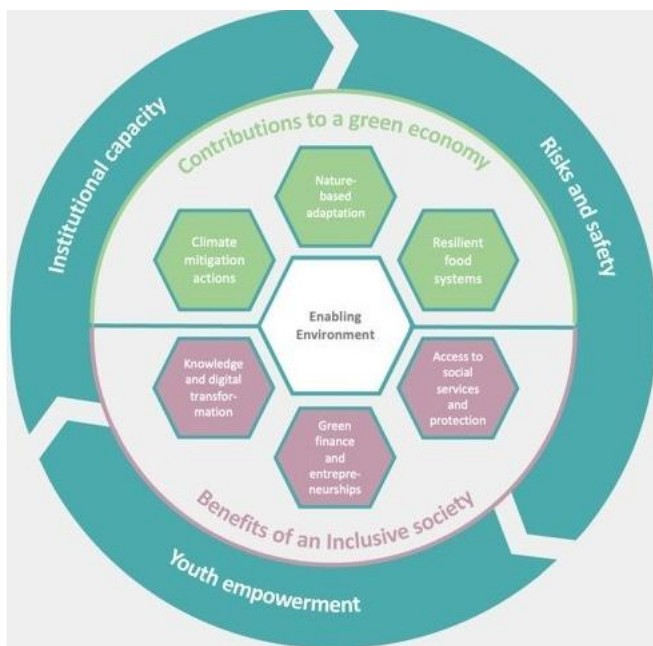 Institutional capacity
Risks and safety
Youth empowerment
Contributions to a green economy
Nature-
based
adaptation
Climate
mitigation
actions
Resilient
food
systems
Enabling
Environment
Knowledge
and digital
transfor-
mation
Access to
social
services
and
protection
Green
finance
and
entrepre-
neurships
Benefits of an Inclusive society